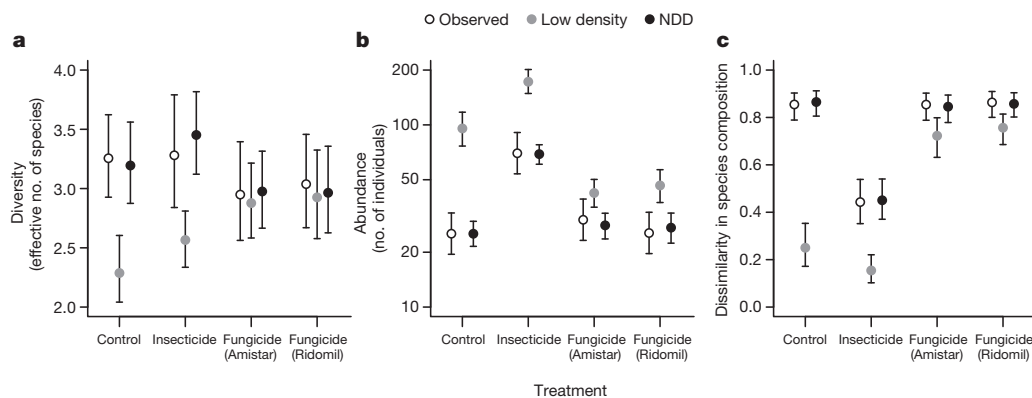 Observed Low density NDD
a
Diversity
(effective no. of species)
4.0
3.5
3.0
2.5
2.0
Control Insecticide Fungicide Fungicide
(Amistar) (Ridomil)
b
Abundance
(no. of individuals)
200
100
50
20
10
Control Insecticide Fungicide Fungicide
(Amistar) (Ridomil)
c
Dissimilarity in species composition
1.0
0.8
0.6
0.4
0.2
0.0
Control Insecticide Fungicide Fungicide
(Amistar) (Ridomil)
Treatment